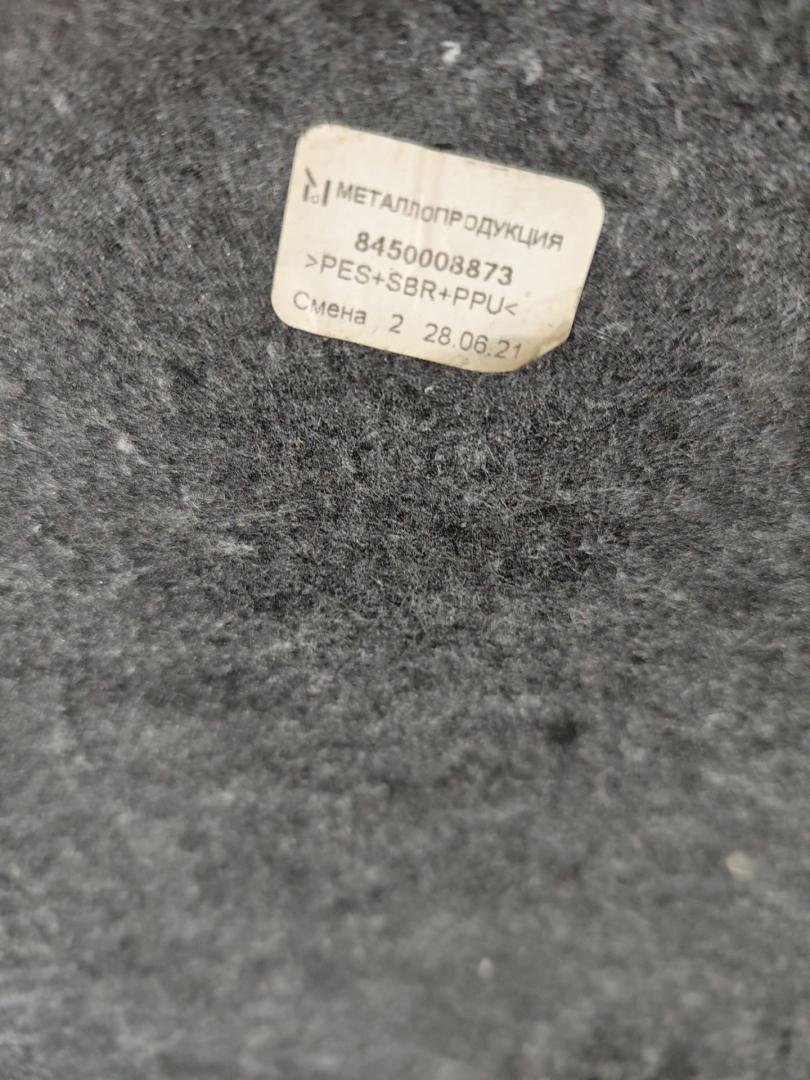 МЕТАЛЛОПРОДУКЦИЯ
8450008873
>PES+SBR+PPU<
Смена 2 28.06.21